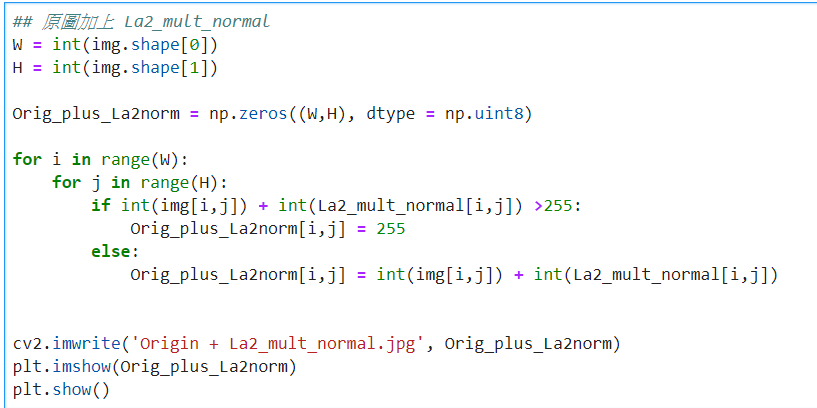 ## 原圖加上 La2_mult_normal
W = int(img.shape[0])
H = int(img.shape[1])
Orig_plus_La2norm = np.zeros((W,H), dtype = np.uint8)
for i in range(W):
    for j in range(H):
        if int(img[i,j]) + int(La2_mult_normal[i,j]) >255:
            Orig_plus_La2norm[i,j] = 255
        else:
            Orig_plus_La2norm[i,j] = int(img[i,j]) + int(La2_mult_normal[i,j])
cv2.imwrite('Origin + La2_mult_normal.jpg', Orig_plus_La2norm)
plt.imshow(Orig_plus_La2norm)
plt.show()